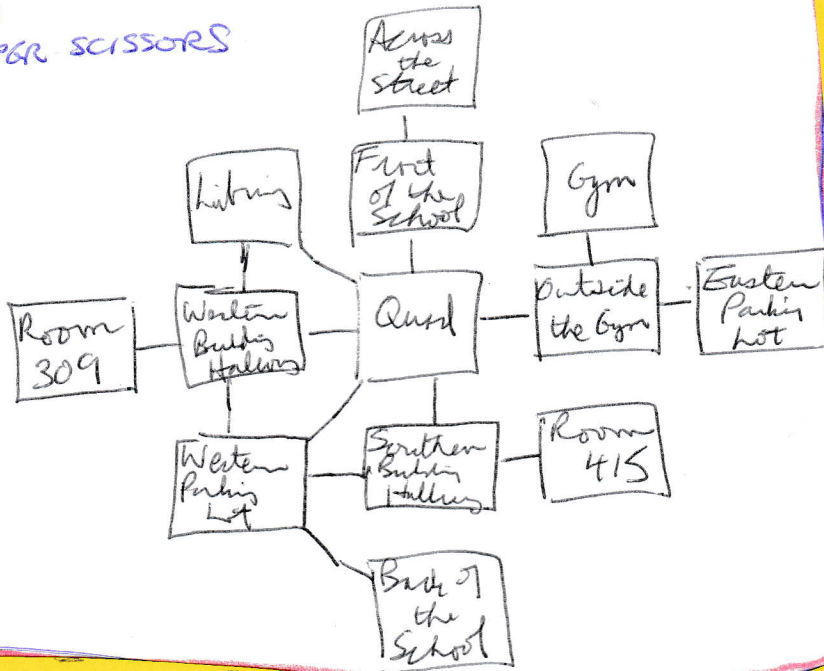 PER SCISSORS
Across
the
Street
Library
Front
of the
School
Gym
Room
309
Western
Building
Hallway
Quad
Outside
the Gym
Eastern
Parking
Lot
Western
Parking
Lot
Southern
Building
Hallway
Room
415
Back of
the
School